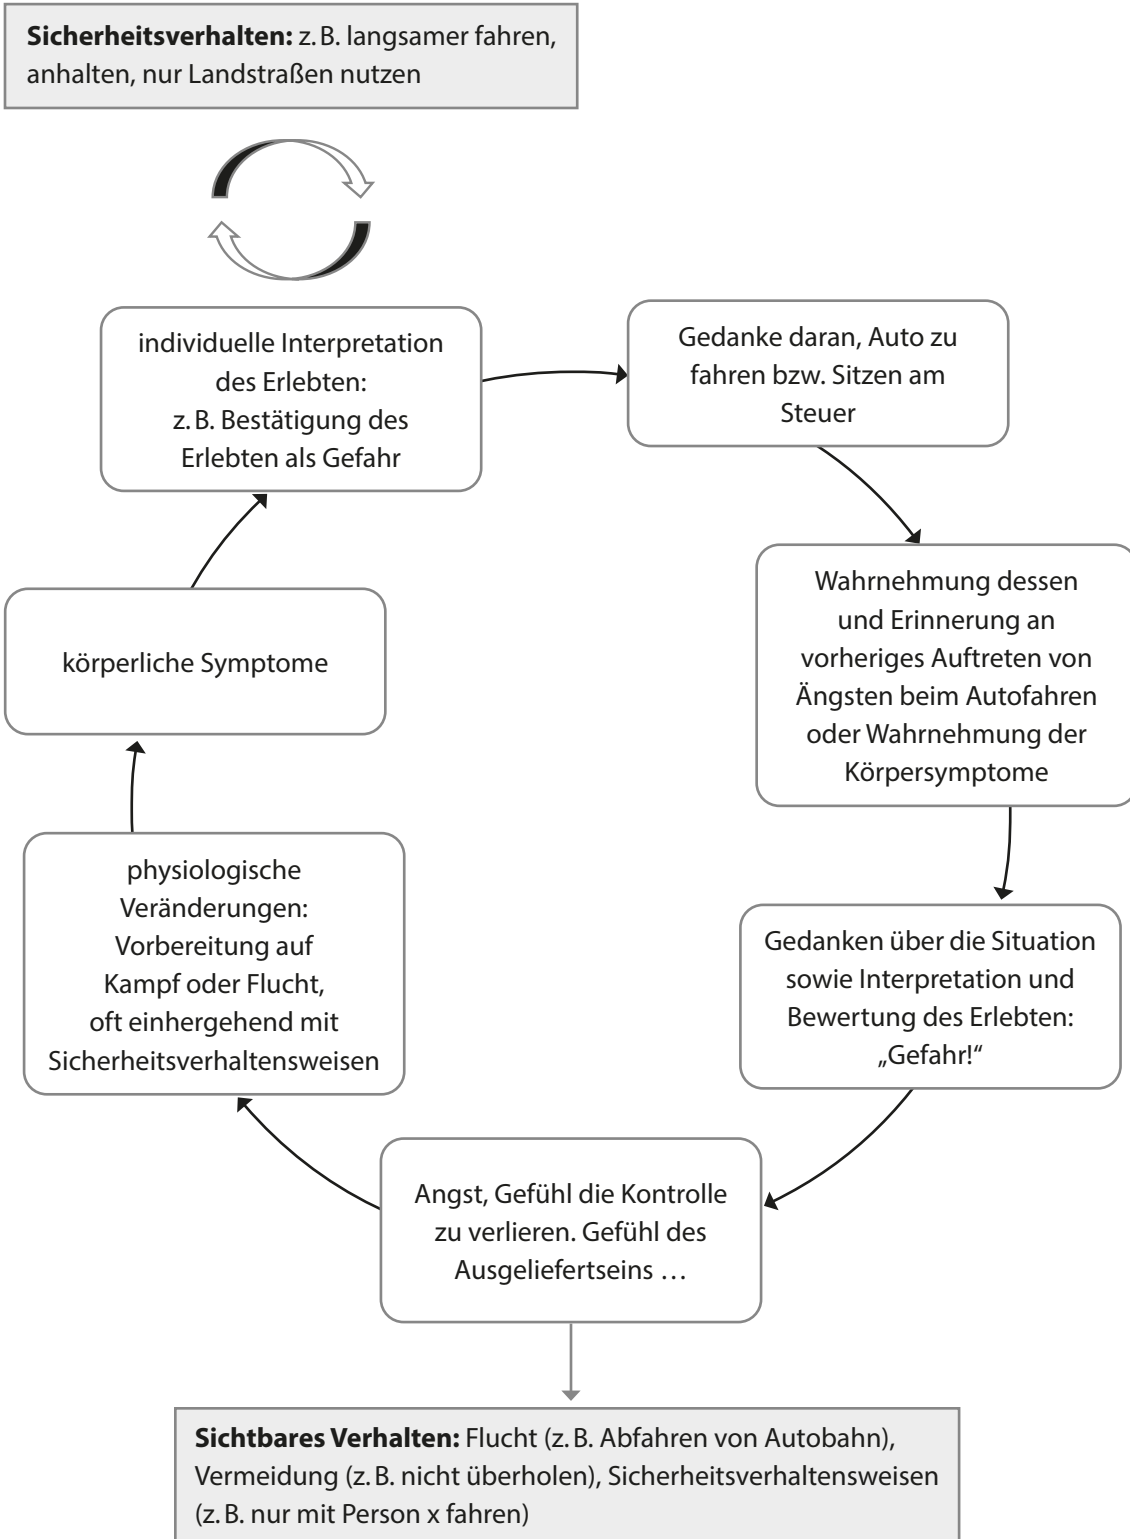 Sicherheitsverhalten: z. B. langsamer fahren,
anhalten, nur Landstraßen nutzen
individuelle Interpretation
des Erlebten:
z. B. Bestätigung des
Erlebten als Gefahr
Gedanke daran, Auto zu
fahren bzw. Sitzen am
Steuer
Wahrnehmung dessen
und Erinnerung an
vorheriges Auftreten von
Ängsten beim Autofahren
oder Wahrnehmung der
Körpersymptome
Gedanken über die Situation
sowie Interpretation und
Bewertung des Erlebten:
„Gefahr!“
Angst, Gefühl die Kontrolle
zu verlieren. Gefühl des
Ausgeliefertseins …
physiologische
Veränderungen:
Vorbereitung auf
Kampf oder Flucht,
oft einhergehend mit
Sicherheitsverhaltensweisen
körperliche Symptome
Sichtbares Verhalten: Flucht (z. B. Abfahren von Autobahn),
Vermeidung (z. B. nicht überholen), Sicherheitsverhaltensweisen
(z. B. nur mit Person x fahren)